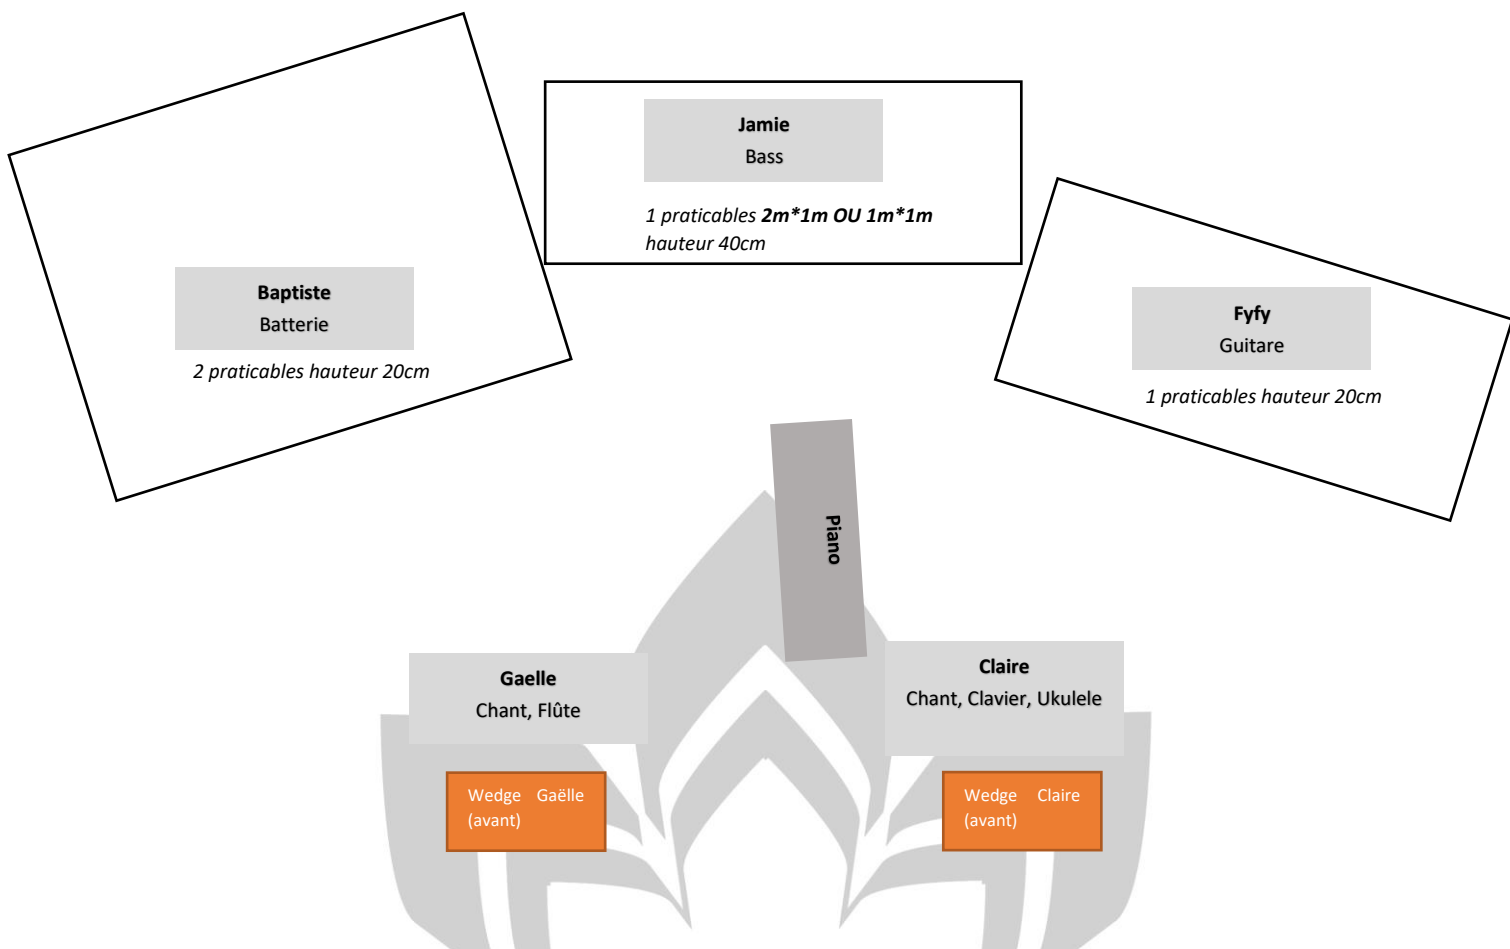 Jamie
Bass
1 praticables 2m*1m OU 1m*1m
hauteur 40cm
Baptiste
Batterie
2 praticables hauteur 20cm
Fyfy
Guitare
1 praticables hauteur 20cm
Piano
Gaelle
Chant, Flûte
Claire
Chant, Clavier, Ukulele
Wedge Gaëlle
(avant)
Wedge Claire
(avant)